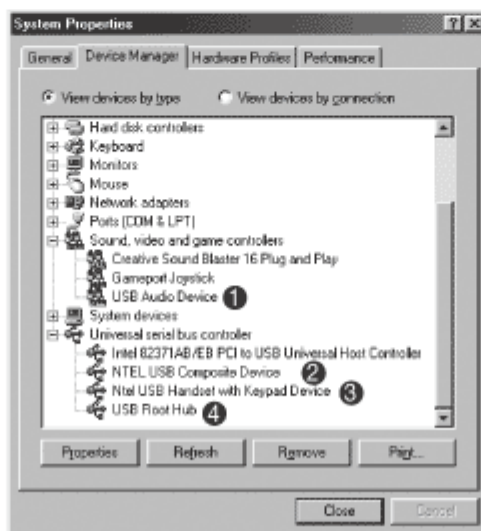 System Properties
General Device Manager Hardware Profiles Performance
View devices by type View devices by connection
Hard disk controllers
Keyboard
Monitors
Mouse
Network adapters
Ports (COM & LPT)
Sound, video and game controllers
Creative Sound Blaster 16 Plug and Play
Gameport Joystick
USB Audio Device 1
System devices
Universal serial bus controller
Intel 82371AB/EB PCI to USB Universal Host Controller
NTEL USB Composite Device 2
Ntel USB Handset with Keypad Device 3
USB Root Hub 4
Properties Refresh Remove Print...
Close Cancel